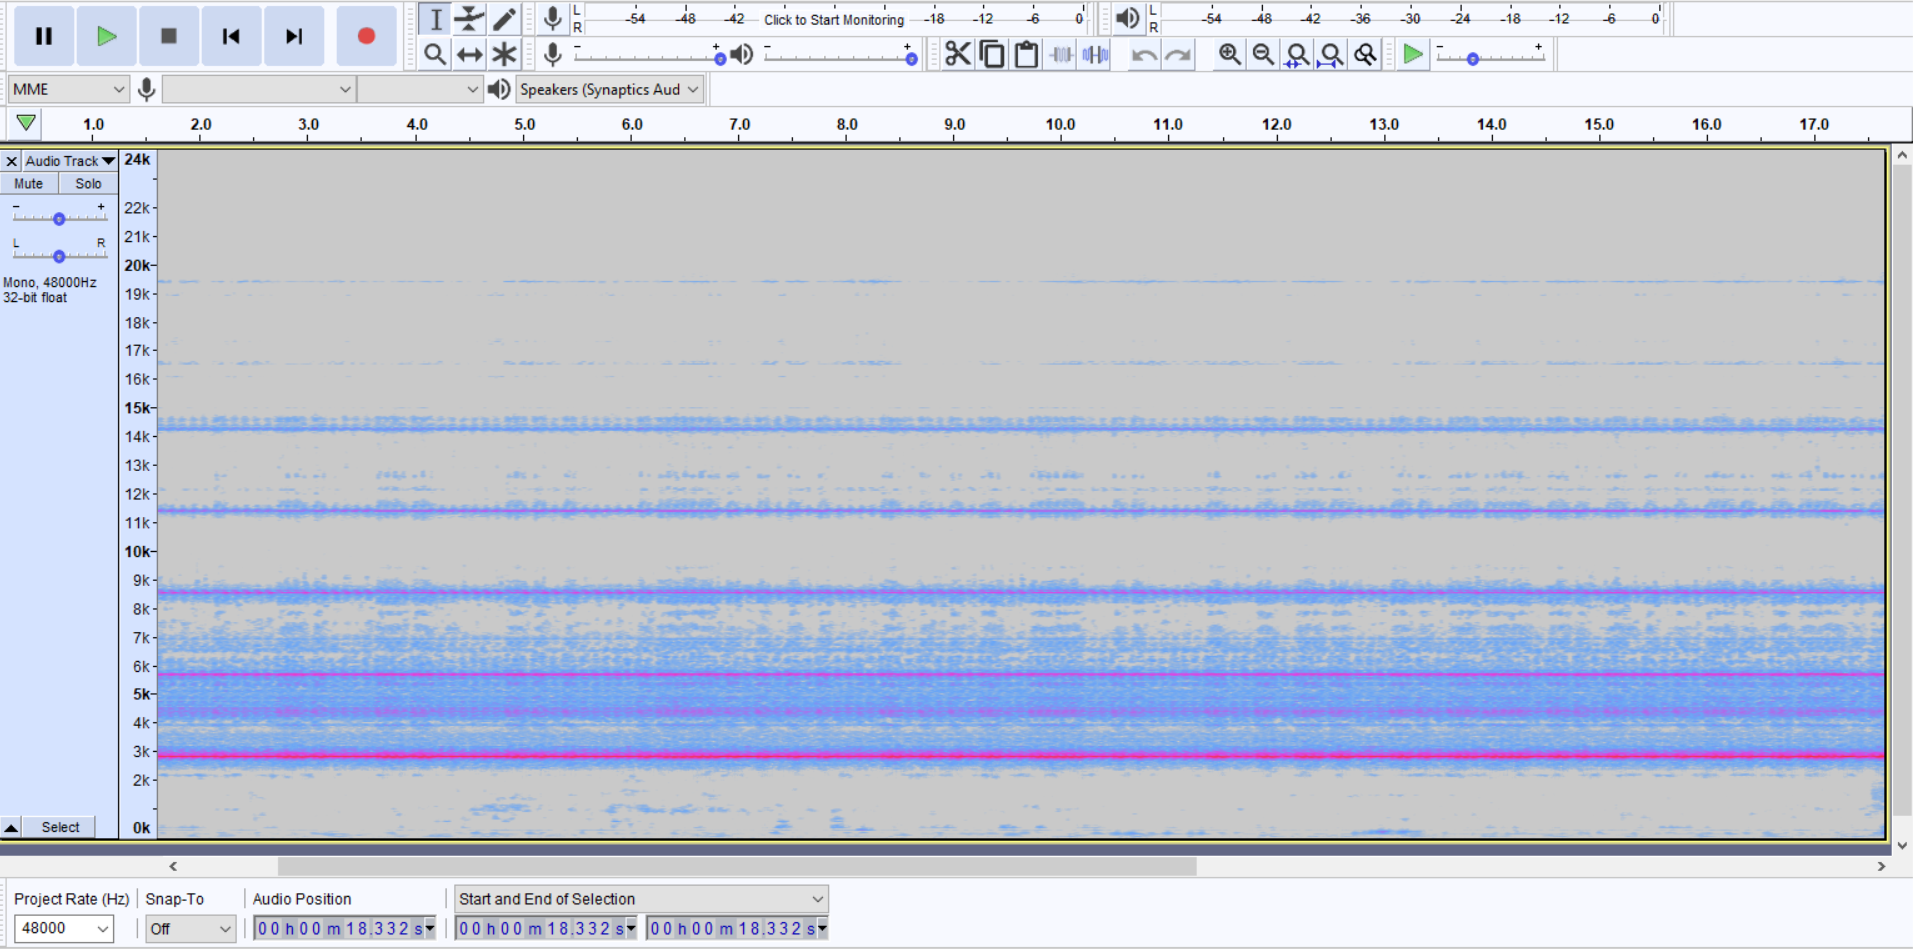 L
R
-54 -48 -42 Click to Start Monitoring -18 -12 -6 0
L
R
-54 -48 -42 -36 -30 -24 -18 -12 -6 0
- +
- +
- +
MME
Speakers (Synaptics Aud
1.0 2.0 3.0 4.0 5.0 6.0 7.0 8.0 9.0 10.0 11.0 12.0 13.0 14.0 15.0 16.0 17.0
Audio Track
Mute Solo
- +
L R
Mono, 48000Hz
32-bit float
Select
24k
22k
21k
20k
19k
18k
17k
16k
15k
14k
13k
12k
11k
10k
9k
8k
7k
6k
5k
4k
3k
2k
0k
Project Rate (Hz) Snap-To Audio Position Start and End of Selection
48000 Off 00 h 00 m 18.332 s 00 h 00 m 18.332 s 00 h 00 m 18.332 s